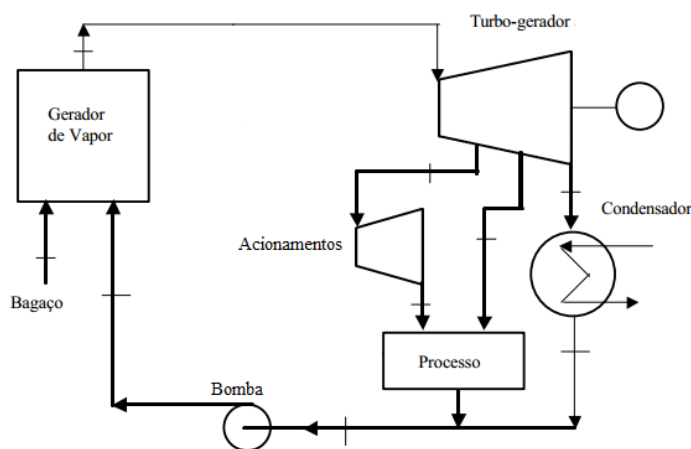 Turbo-gerador
Gerador
de Vapor
Condensador
Acionamentos
Bagaço
Processo
Bomba